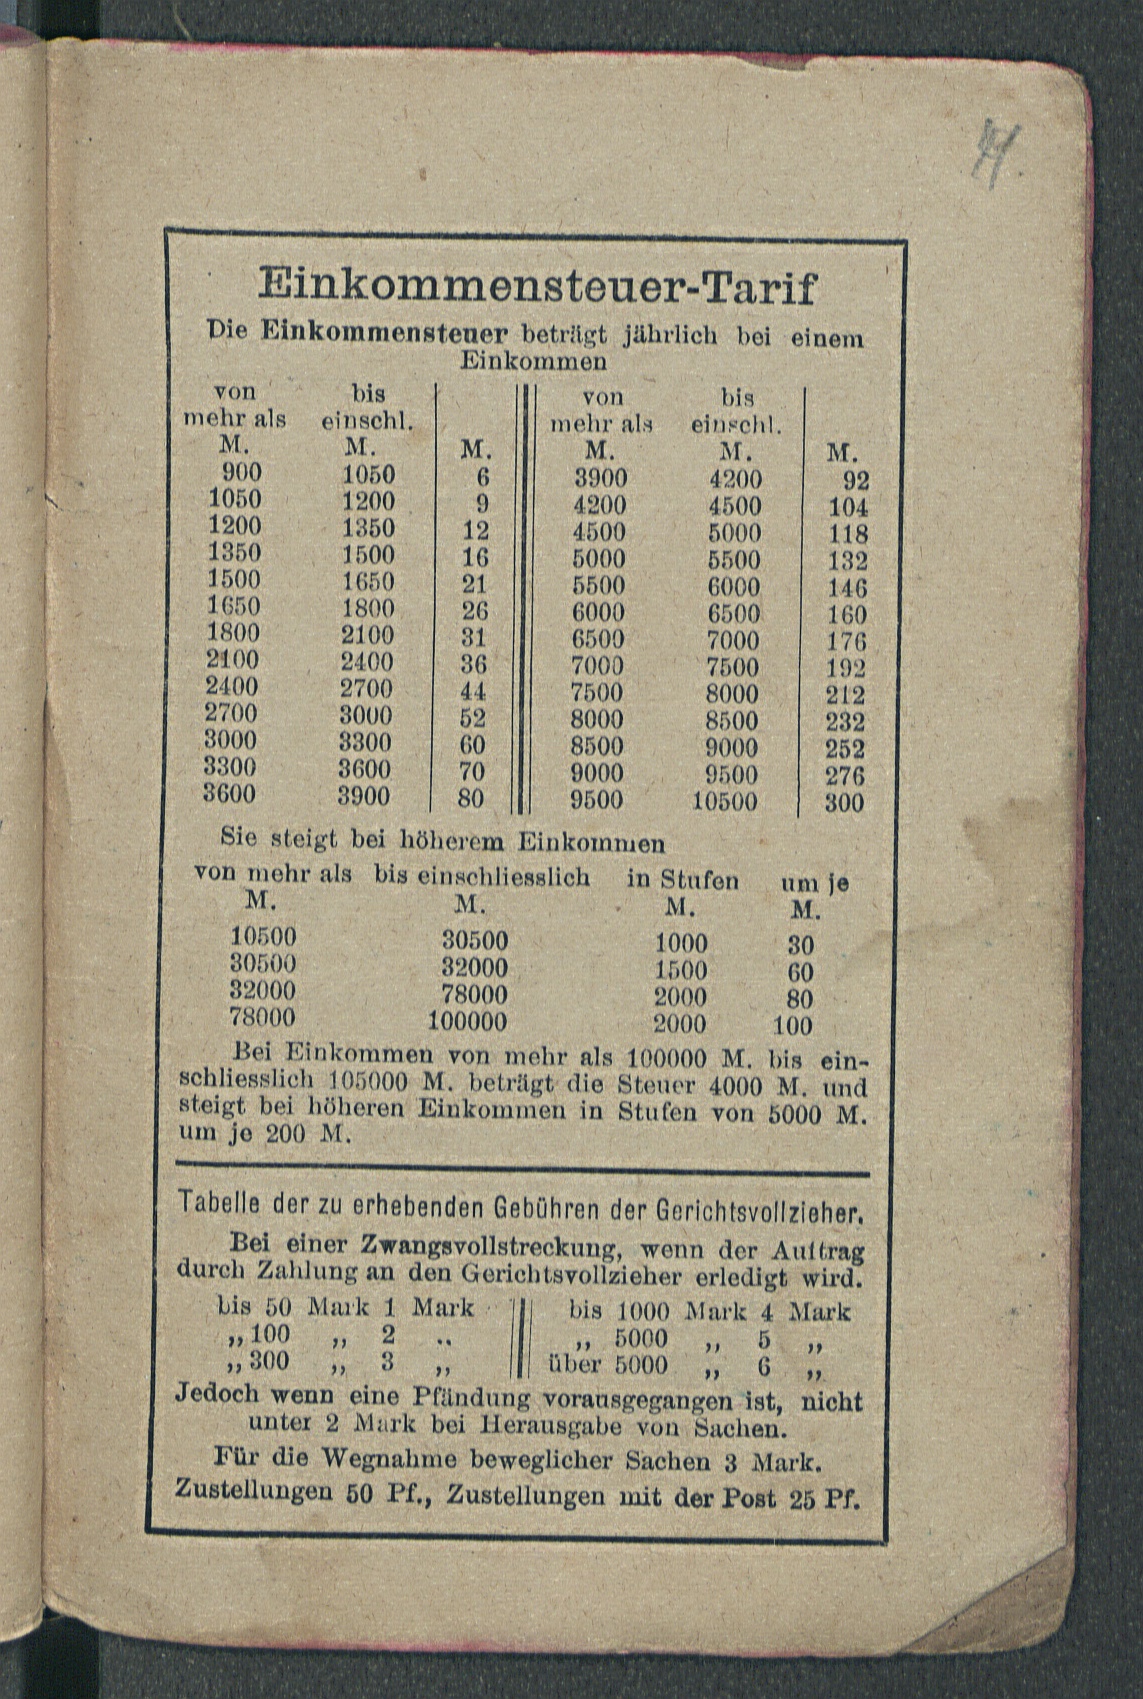 Einkommensteuer-Tarif
Die Einkommensteuer beträgt jährlich bei einem
Einkommen
von bis von bis
mehr als einschl. mehr als einschl.
M. M. M. M. M. M.
900 1050 6 3900 4200 92
1050 1200 9 4200 4500 104
1200 1350 12 4500 5000 118
1350 1500 16 5000 5500 132
1500 1650 21 5500 6000 146
1650 1800 26 6000 6500 160
1800 2100 31 6500 7000 176
2100 2400 36 7000 7500 192
2400 2700 44 7500 8000 212
2700 3000 52 8000 8500 232
3000 3300 60 8500 9000 252
3300 3600 70 9000 9500 276
3600 3900 80 9500 10500 300
Sie steigt bei höherem Einkommen
von mehr als bis einschliesslich in Stufen um je
M. M. M. M.
10500 30500 1000 30
30500 32000 1500 60
32000 78000 2000 80
78000 100000 2000 100
Bei Einkommen von mehr als 100000 M. bis ein-
schliesslich 105000 M. beträgt die Steuer 4000 M. und
steigt bei höheren Einkommen in Stufen von 5000 M.
um je 200 M.
Tabelle der zu erhebenden Gebühren der Gerichtsvollzieher.
Bei einer Zwangsvollstreckung, wenn der Auftrag
durch Zahlung an den Gerichtsvollzieher erledigt wird.
bis 50 Mark 1 Mark bis 1000 Mark 4 Mark
„ 100 „ 2 „ „ 5000 „ 5 „
„ 300 „ 3 „ über 5000 „ 6 „
Jedoch wenn eine Pfändung vorausgegangen ist, nicht
unter 2 Mark bei Herausgabe von Sachen.
Für die Wegnahme beweglicher Sachen 3 Mark.
Zustellungen 50 Pf., Zustellungen mit der Post 25 Pf.